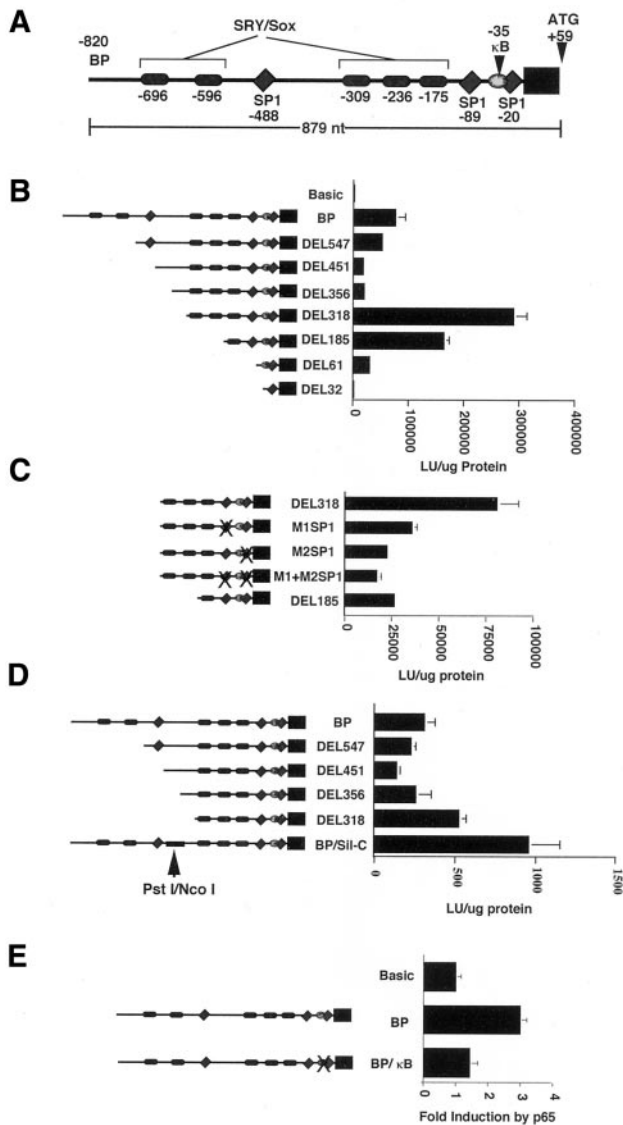 A
-820
BP
SRY/Sox
-35
κB
ATG
+59
-696
-596
SP1
-488
-309
-236
-175
SP1
-89
SP1
-20
879 nt
B
Basic
BP
DEL547
DEL451
DEL356
DEL318
DEL185
DEL61
DEL32
0
100000
200000
300000
400000
LU/ug Protein
C
DEL318
M1SP1
M2SP1
M1+M2SP1
DEL185
0
25000
50000
75000
100000
LU/ug protein
D
BP
DEL547
DEL451
DEL356
DEL318
BP/Sil-C
Pst I/Nco I
0
500
1000
1500
LU/ug protein
E
Basic
BP
BP/ κB
0
1
2
3
4
Fold Induction by p65